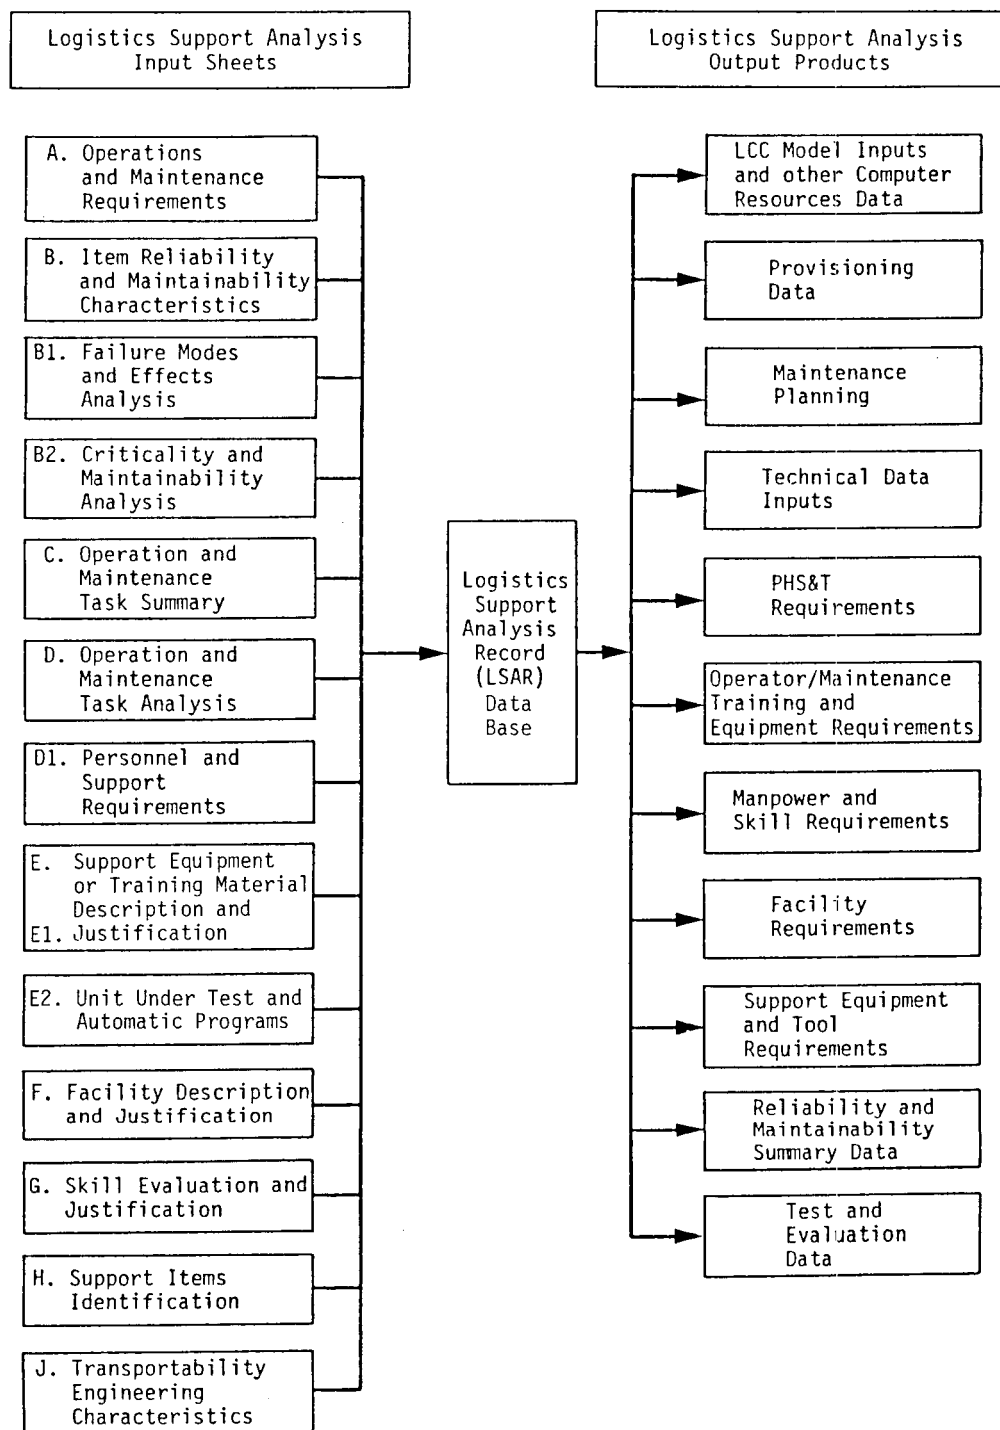 Logistics Support Analysis
Input Sheets
A. Operations
and Maintenance
Requirements
B. Item Reliability
and Maintainability
Characteristics
B1. Failure Modes
and Effects
Analysis
B2. Criticality and
Maintainability
Analysis
C. Operation and
Maintenance
Task Summary
D. Operation and
Maintenance
Task Analysis
D1. Personnel and
Support
Requirements
E. Support Equipment
or Training Material
Description and
E1. Justification
E2. Unit Under Test and
Automatic Programs
F. Facility Description
and Justification
G. Skill Evaluation and
Justification
H. Support Items
Identification
J. Transportability
Engineering
Characteristics
Logistics
Support
Analysis
Record
(LSAR)
Data
Base
Logistics Support Analysis
Output Products
LCC Model Inputs
and other Computer
Resources Data
Provisioning
Data
Maintenance
Planning
Technical Data
Inputs
PHS&T
Requirements
Operator/Maintenance
Training and
Equipment Requirements
Manpower and
Skill Requirements
Facility
Requirements
Support Equipment
and Tool
Requirements
Reliability and
Maintainability
Summary Data
Test and
Evaluation
Data